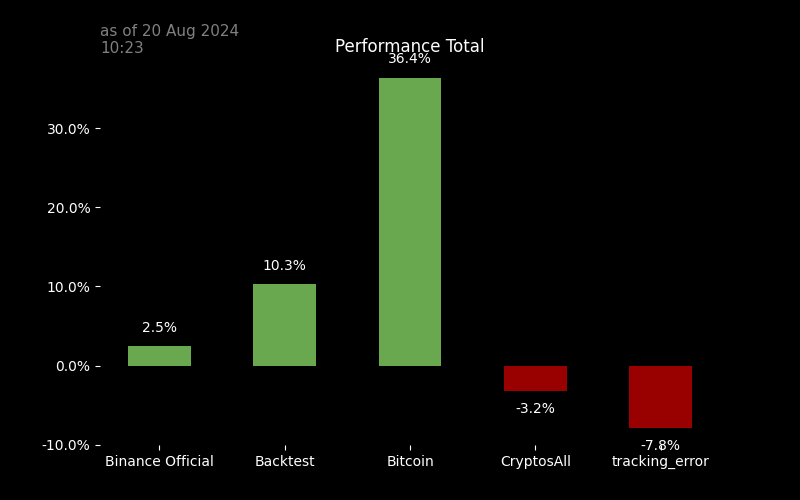 as of 20 Aug 2024
10:23
Performance Total
36.4%
30.0%
20.0%
10.3%
10.0%
2.5%
0.0%
-3.2%
-7.8%
-10.0%
Binance Official
Backtest
Bitcoin
CryptosAll
tracking_error